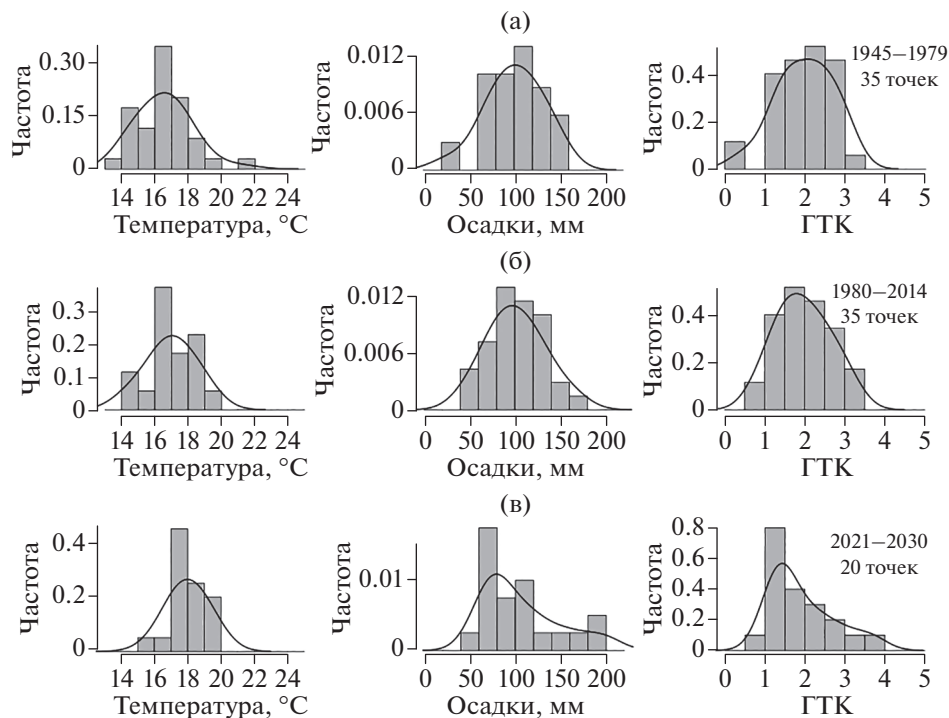 (а)
Частота
0.30
0.15
0
14 16 18 20 22 24
Температура, °C
Частота
0.012
0.006
0
0 50 100 150 200
Осадки, мм
Частота
0.4
0.2
0
0 1 2 3 4 5
ГТК
1945–1979
35 точек
(б)
Частота
0.3
0.2
0.1
0
14 16 18 20 22 24
Температура, °C
Частота
0.012
0.006
0
0 50 100 150 200
Осадки, мм
Частота
0.4
0.2
0
0 1 2 3 4 5
ГТК
1980–2014
35 точек
(в)
Частота
0.4
0.2
0
14 16 18 20 22 24
Температура, °C
Частота
0.01
0
0 50 100 150 200
Осадки, мм
Частота
0.8
0.6
0.4
0.2
0
0 1 2 3 4 5
ГТК
2021–2030
20 точек